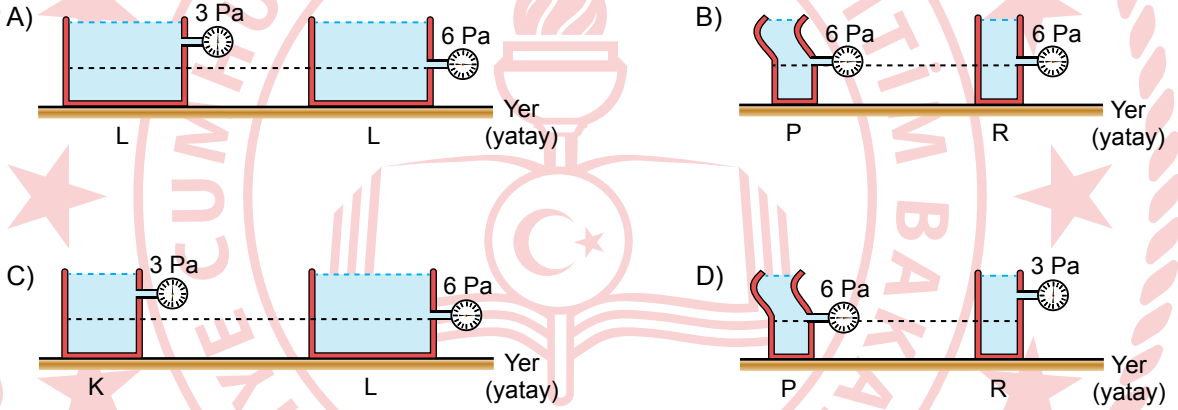 A)
3 Pa
6 Pa
L
L
Yer
(yatay)
B)
6 Pa
6 Pa
P
R
Yer
(yatay)
C)
3 Pa
6 Pa
K
L
Yer
(yatay)
D)
6 Pa
3 Pa
P
R
Yer
(yatay)